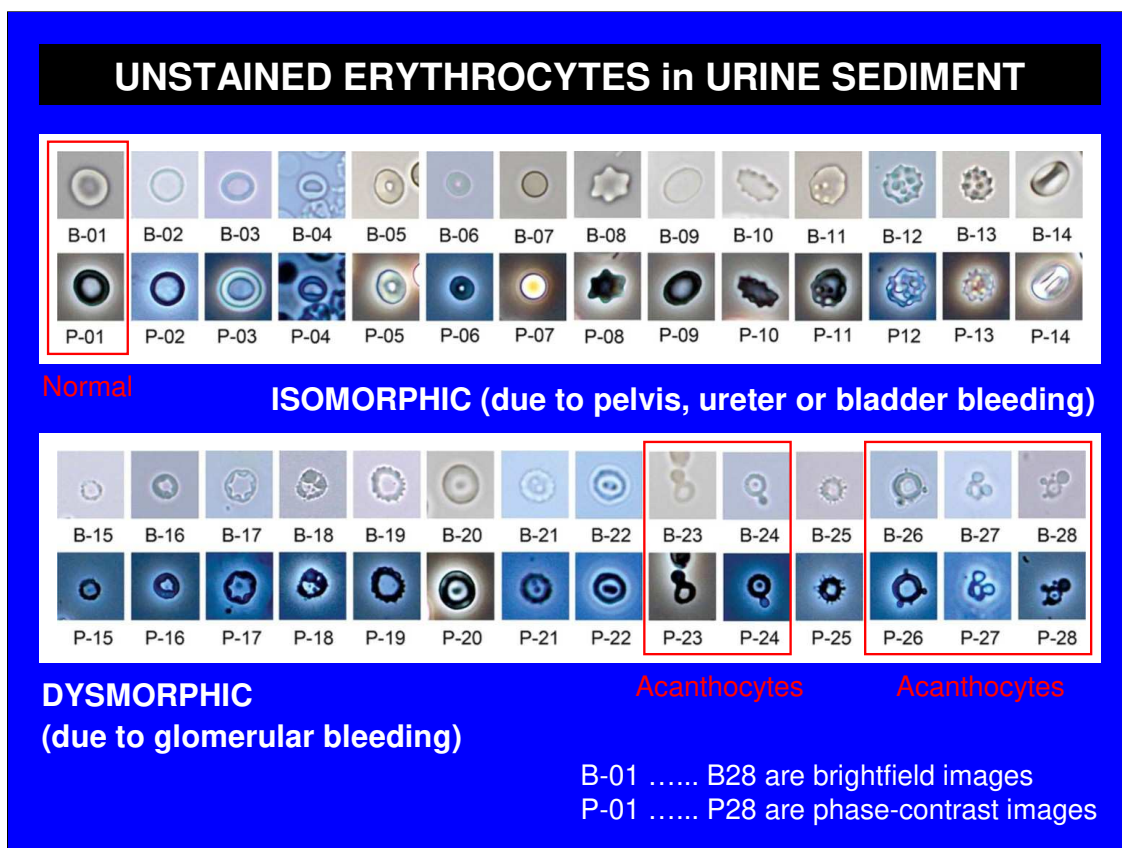 UNSTAINED ERYTHROCYTES in URINE SEDIMENT
B-01 B-02 B-03 B-04 B-05 B-06 B-07 B-08 B-09 B-10 B-11 B-12 B-13 B-14
P-01 P-02 P-03 P-04 P-05 P-06 P-07 P-08 P-09 P-10 P-11 P12 P-13 P-14
Normal
ISOMORPHIC (due to pelvis, ureter or bladder bleeding)
B-15 B-16 B-17 B-18 B-19 B-20 B-21 B-22 B-23 B-24 B-25 B-26 B-27 B-28
P-15 P-16 P-17 P-18 P-19 P-20 P-21 P-22 P-23 P-24 P-25 P-26 P-27 P-28
Acanthocytes Acanthocytes
DYSMORPHIC
(due to glomerular bleeding)
B-01 …... B28 are brightfield images
P-01 …... P28 are phase-contrast images